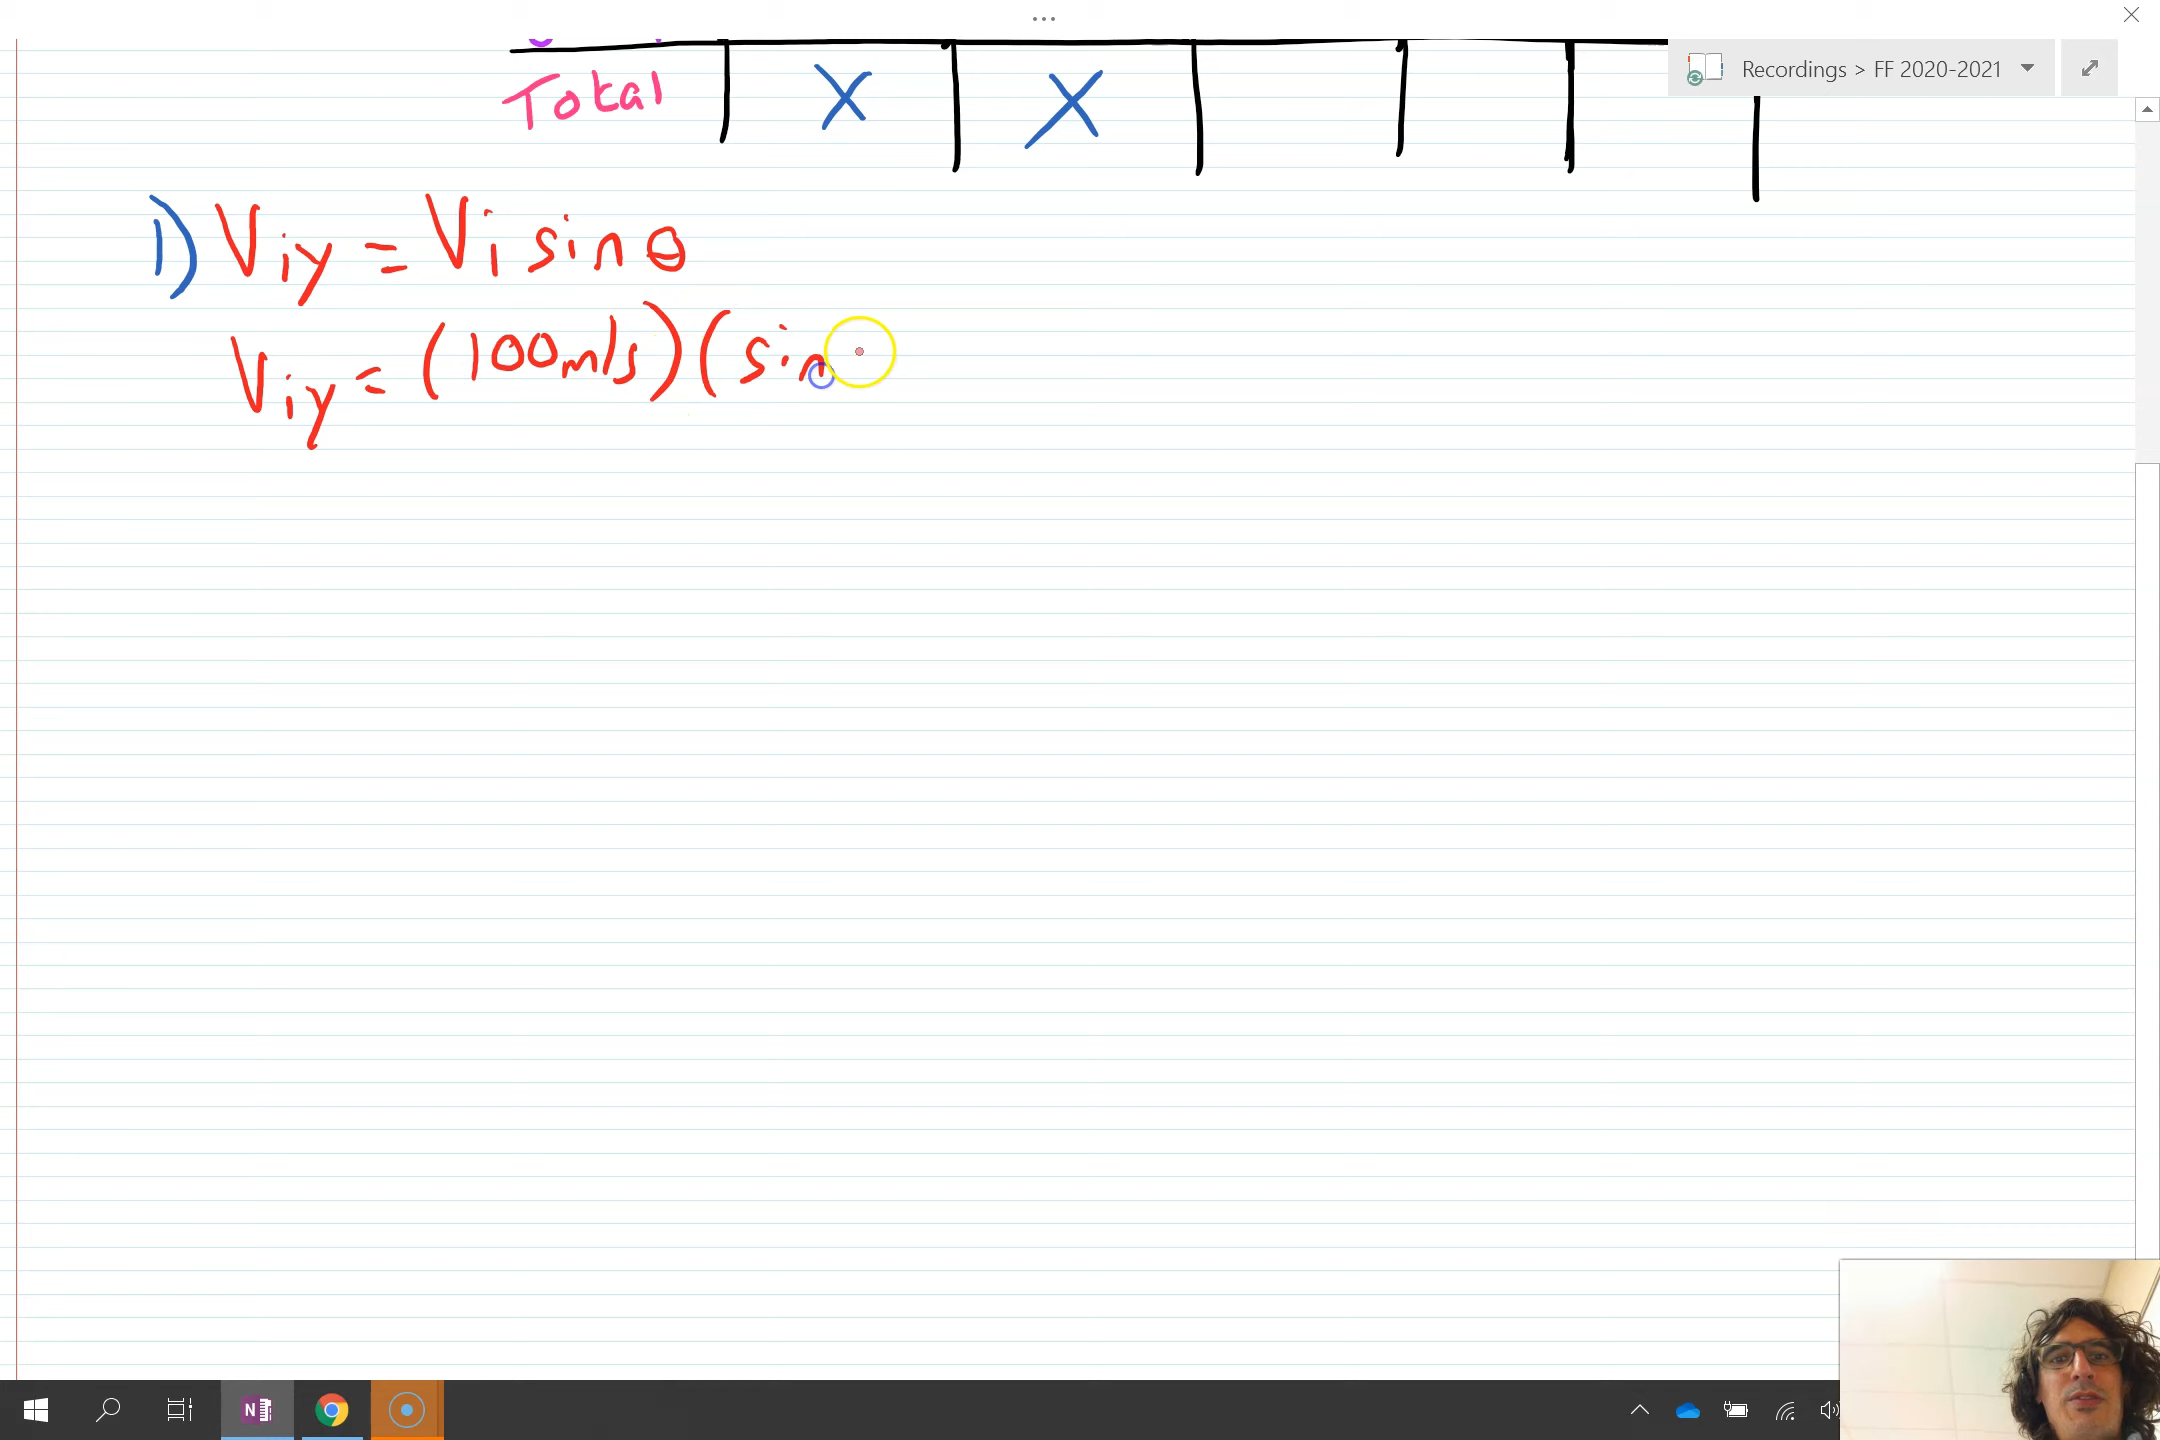 Recordings > FF 2020-2021
Total X X
1) Viy = Vi sin θ
Viy = (100m/s) (sin
N